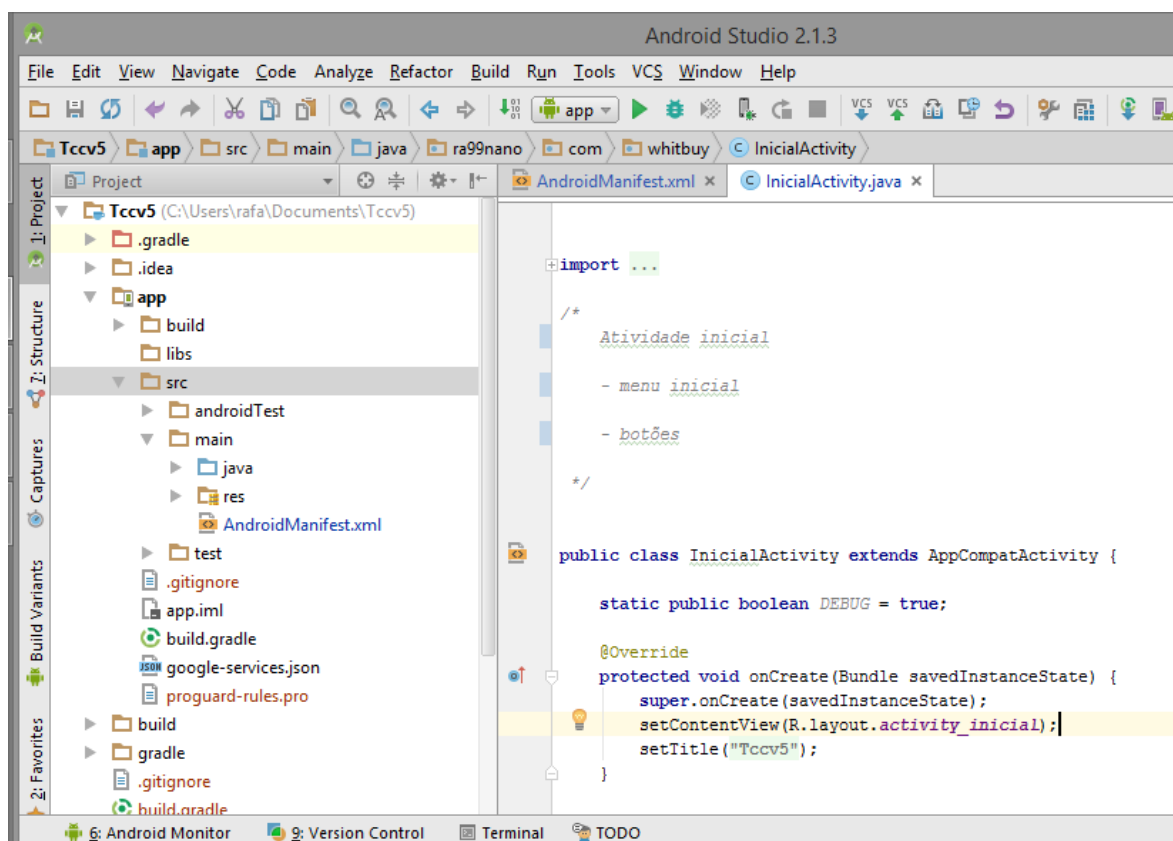 Android Studio 2.1.3
File Edit View Navigate Code Analyze Refactor Build Run Tools VCS Window Help
app VCS VCS
Tccv5 app src main java ra99nano com whitbuy InicialActivity
1: Project
7: Structure
Captures
Build Variants
2: Favorites
Project
Tccv5 (C:\Users\rafa\Documents\Tccv5)
.gradle
.idea
app
build
libs
src
androidTest
main
java
res
AndroidManifest.xml
test
.gitignore
app.iml
build.gradle
google-services.json
proguard-rules.pro
build
gradle
.gitignore
build.gradle
AndroidManifest.xml InicialActivity.java
import ...
/*
Atividade inicial
- menu inicial
- botões
*/
public class InicialActivity extends AppCompatActivity {
static public boolean DEBUG = true;
@Override
protected void onCreate(Bundle savedInstanceState) {
super.onCreate(savedInstanceState);
setContentView(R.layout.activity_inicial);
setTitle("Tccv5");
}
6: Android Monitor 9: Version Control Terminal TODO